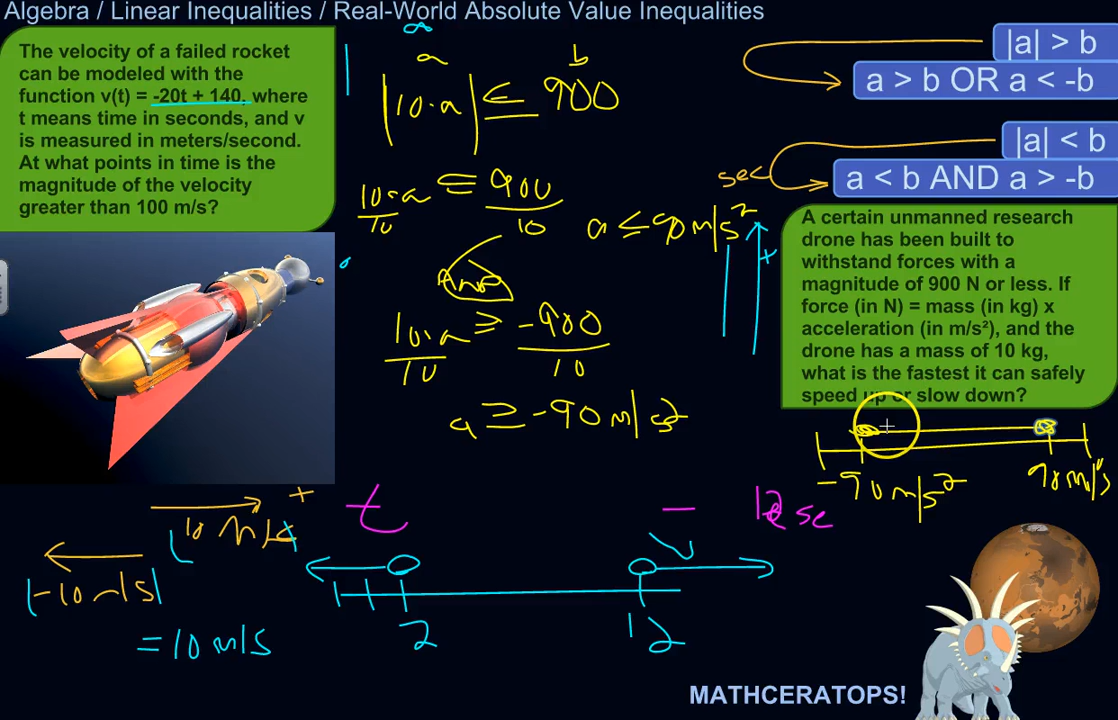 Algebra / Linear Inequalities / Real-World Absolute Value Inequalities
The velocity of a failed rocket
can be modeled with the
function v(t) = -20t + 140, where
t means time in seconds, and v
is measured in meters/second.
At what points in time is the
magnitude of the velocity
greater than 100 m/s?
∞
a b
|10·a| ≤ 900
10·a ≤ 900
10 10
a ≤ 90 m/s²
AND
10·a ≥ -900
10 10
a ≥ -90 m/s²
sec
+
|a| > b
a > b OR a < -b
|a| < b
a < b AND a > -b
A certain unmanned research
drone has been built to
withstand forces with a
magnitude of 900 N or less. If
force (in N) = mass (in kg) x
acceleration (in m/s²), and the
drone has a mass of 10 kg,
what is the fastest it can safely
speed up or slow down?
-90 m/s² 90 m/s²
+
10 m/s
|-10 m/s|
= 10 m/s
t
2 12
MATHCERATOPS!